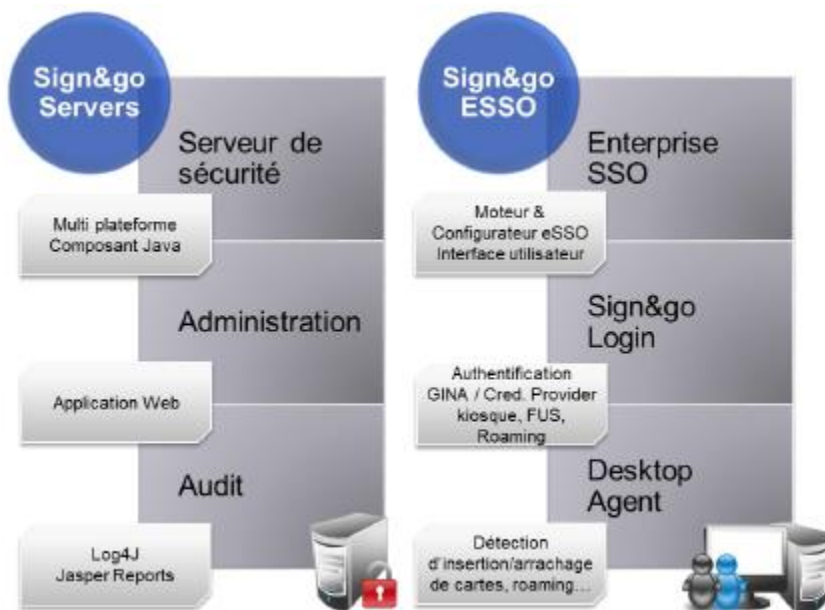 Sign&go
Servers
Serveur de
sécurité
Multi plateforme
Composant Java
Administration
Application Web
Audit
Log4J
Jasper Reports
Sign&go
ESSO
Enterprise
SSO
Moteur &
Configurateur eSSO
Interface utilisateur
Sign&go
Login
Authentification
GINA / Cred. Provider
kiosque, FUS,
Roaming
Desktop
Agent
Détection
d'insertion/arrachage
de cartes, roaming…